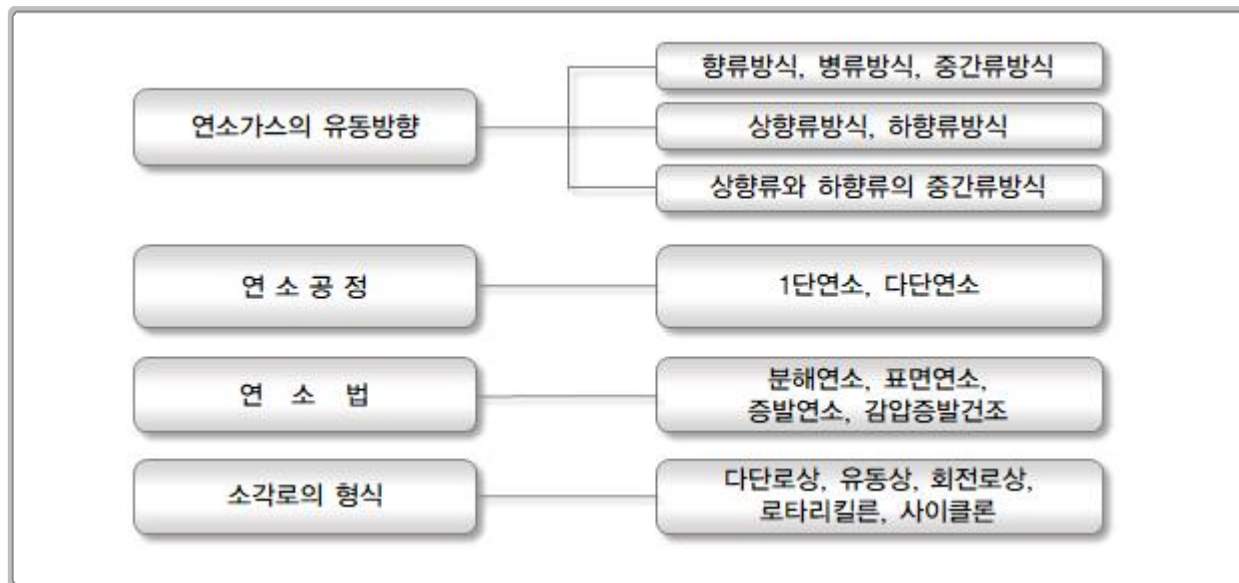 연소가스의 유동방향
향류방식, 병류방식, 중간류방식
상향류방식, 하향류방식
상향류와 하향류의 중간류방식
연 소 공 정
1단연소, 다단연소
연 소 법
분해연소, 표면연소,
증발연소, 감압증발건조
소각로의 형식
다단로상, 유동상, 회전로상,
로타리킬른, 사이클론